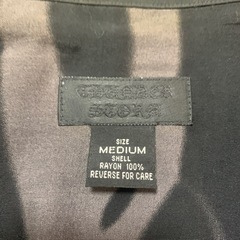 SIZE
MEDIUM
SHELL
RAYON 100%
REVERSE FOR CARE